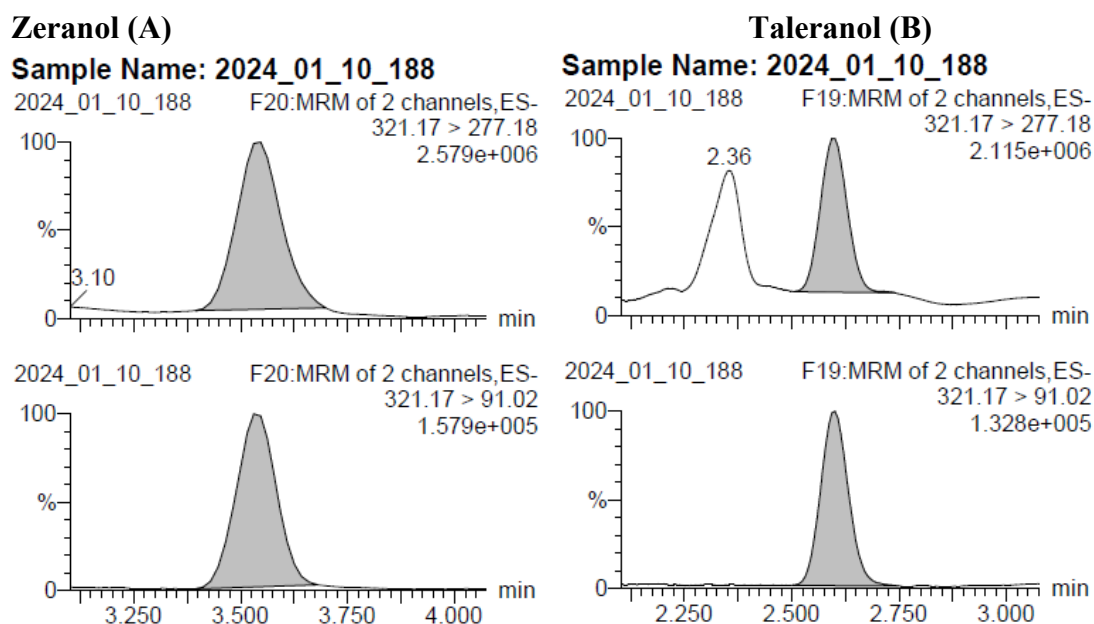 Zeranol (A)
Sample Name: 2024_01_10_188
2024_01_10_188
F20:MRM of 2 channels,ES-
321.17 > 277.18
2.579e+006
100
%
0
3.10
min
2024_01_10_188
F20:MRM of 2 channels,ES-
321.17 > 91.02
1.579e+005
100
%
0
min
3.250 3.500 3.750 4.000
Taleranol (B)
Sample Name: 2024_01_10_188
2024_01_10_188
F19:MRM of 2 channels,ES-
321.17 > 277.18
2.115e+006
100
2.36
%
0
min
2024_01_10_188
F19:MRM of 2 channels,ES-
321.17 > 91.02
1.328e+005
100
%
0
min
2.250 2.500 2.750 3.000